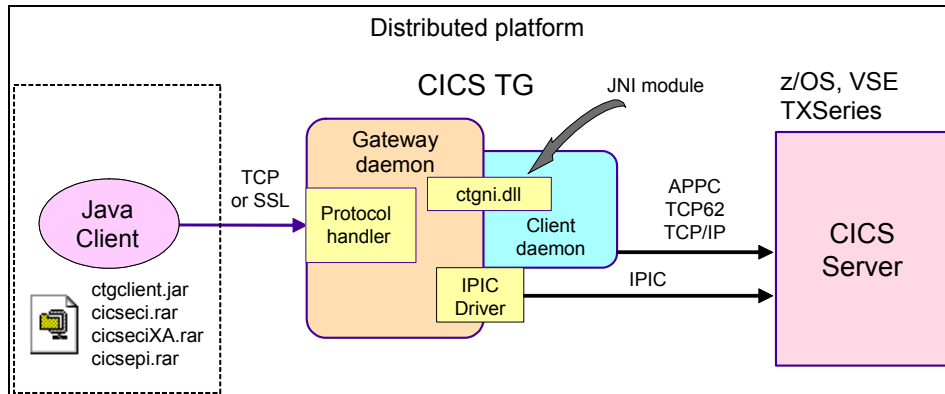 Distributed platform
CICS TG
JNI module
z/OS, VSE
TXSeries
Gateway
daemon
TCP
or SSL
ctgni.dll
APPC
TCP62
TCP/IP
Java
Client
Protocol
handler
Client
daemon
CICS
Server
IPIC
Driver
IPIC
ctgclient.jar
cicseci.rar
cicseciXA.rar
cicsepi.rar